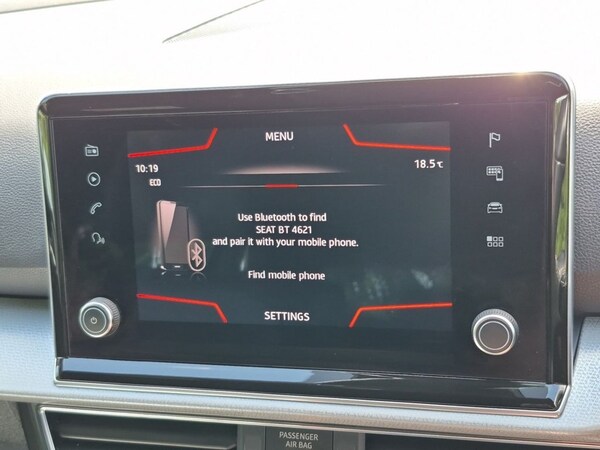 MENU
10:19
18.5°C
ECO
Use Bluetooth to find
SEAT BT 4621
and pair it with your mobile phone.
Find mobile phone
SETTINGS
PASSENGER
AIR BAG